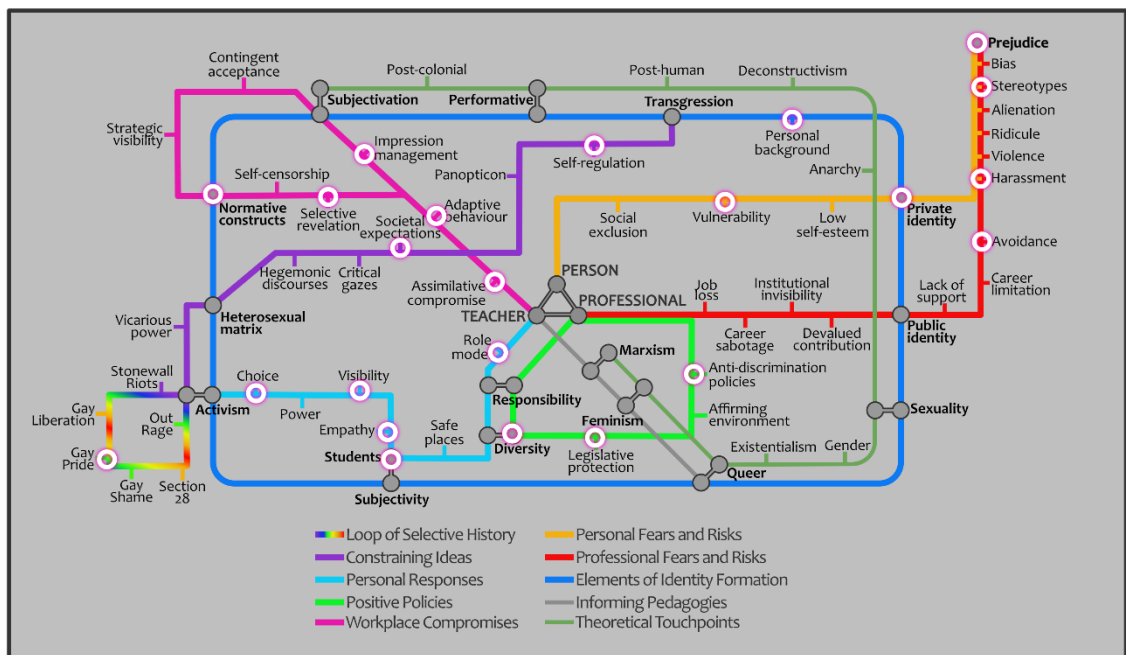 Contingent
acceptance
Post-colonial
Post-human
Deconstructivism
Prejudice
Bias
Stereotypes
Alienation
Ridicule
Violence
Harassment
Subjectivation
Performative
Transgression
Strategic
visibility
Impression
management
Personal
background
Self-regulation
Panopticon
Anarchy
Self-censorship
Normative
constructs
Selective
revelation
Adaptive
behaviour
Societal
expectations
Social
exclusion
Vulnerability
Low
self-esteem
Private
identity
Avoidance
Hegemonic
discourses
Critical
gazes
Assimilative
compromise
PERSON
PROFESSIONAL
TEACHER
Job
loss
Institutional
invisibility
Lack of
support
Career
limitation
Heterosexual
matrix
Vicarious
power
Career
sabotage
Devalued
contribution
Public
identity
Role
mode
Marxism
Stonewall
Riots
Choice
Visibility
Anti-discrimination
policies
Gay
Liberation
Out
Rage
Activism
Power
Responsibility
Feminism
Affirming
environment
Sexuality
Empathy
Safe
places
Students
Diversity
Legislative
protection
Existentialism
Gender
Gay
Pride
Gay
Shame
Section
28
Subjectivity
Queer
Loop of Selective History
Constraining Ideas
Personal Responses
Positive Policies
Workplace Compromises
Personal Fears and Risks
Professional Fears and Risks
Elements of Identity Formation
Informing Pedagogies
Theoretical Touchpoints